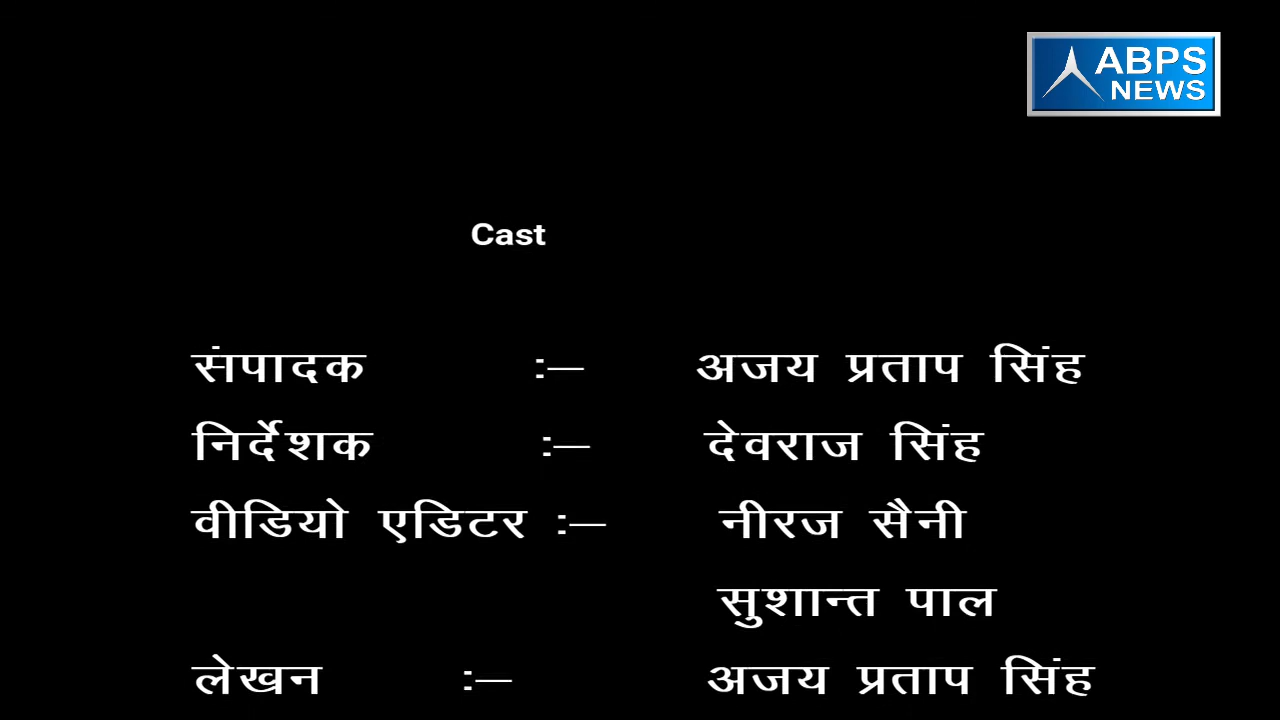 ABPS
NEWS
Cast
संपादक :— अजय प्रताप सिंह
निर्देशक :— देवराज सिंह
वीडियो एडिटर :— नीरज सैनी
सुशान्त पाल
लेखन :— अजय प्रताप सिंह